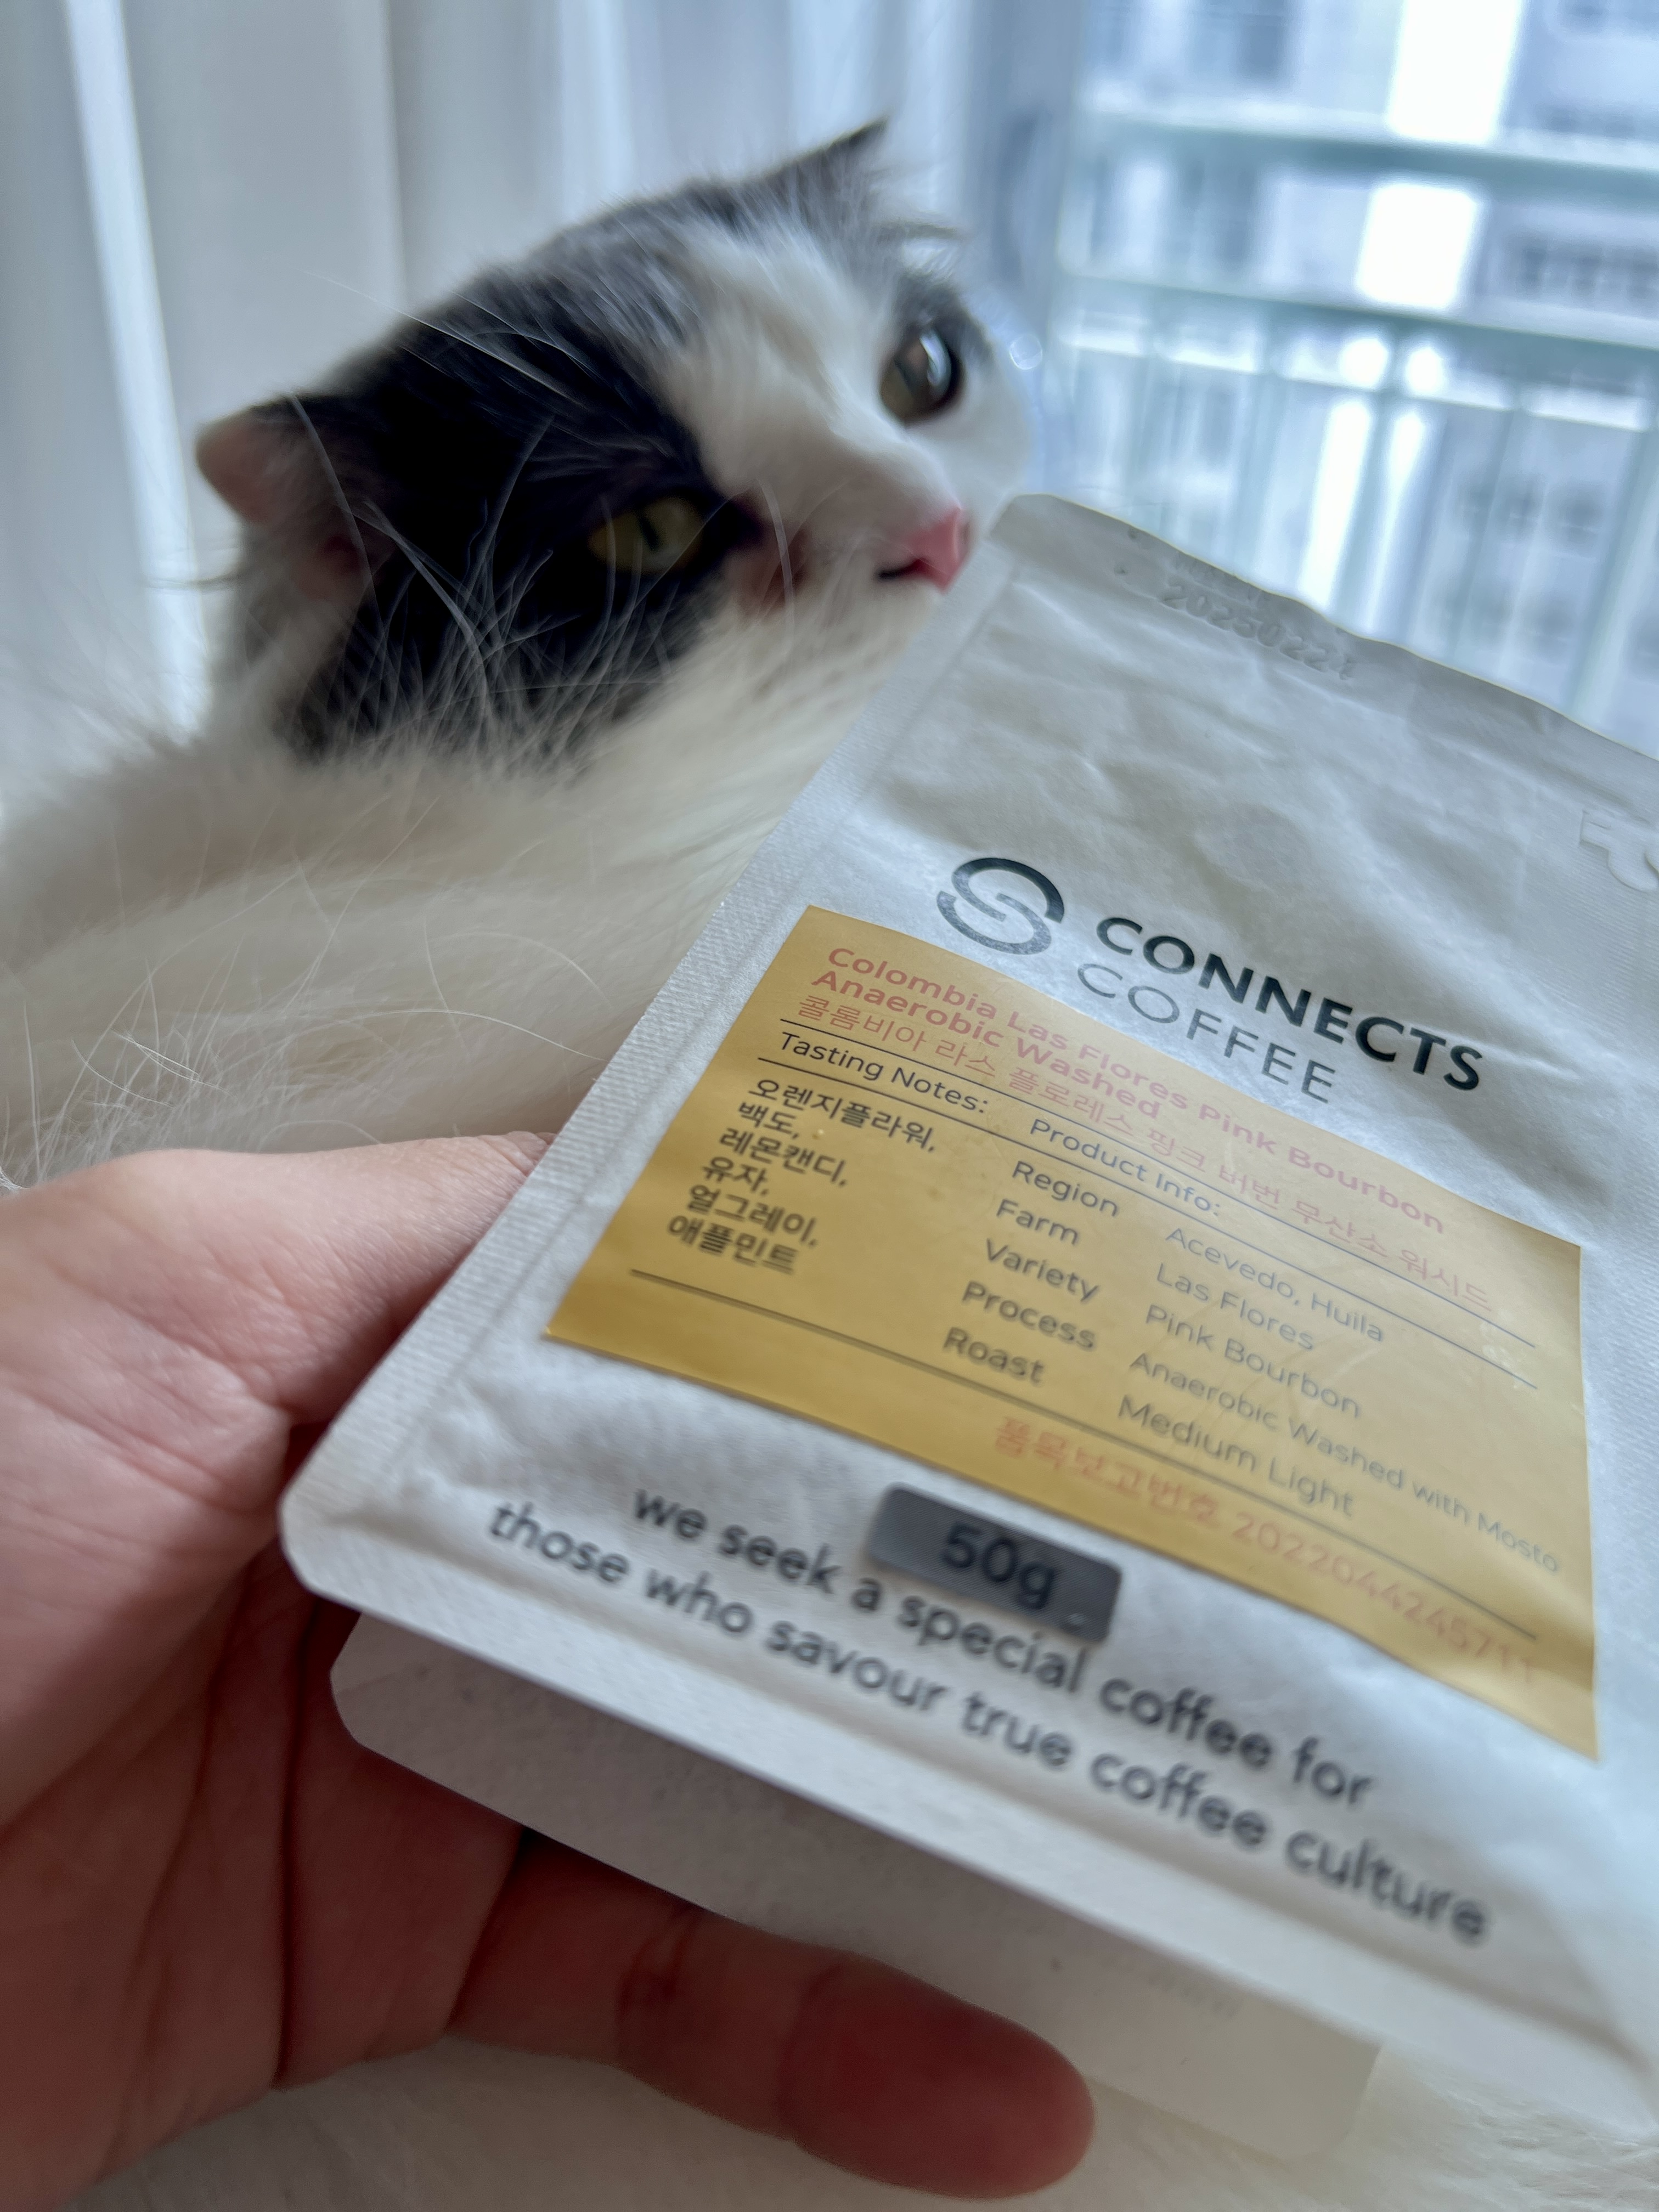 CONNECTS
COFFEE
Colombia Las Flores Pink Bourbon
Anaerobic Washed
콜롬비아 라스 플로레스 핑크 버번 무산소 워시드
Tasting Notes:
오렌지플라워,
백도,
레몬캔디,
유자,
얼그레이,
애플민트
Product Info:
Region Acevedo, Huila
Farm Las Flores
Variety Pink Bourbon
Process Anaerobic Washed with Mosto
Roast Medium Light
품목보고번호 2022044245711
50g
we seek a special coffee for
those who savour true coffee culture